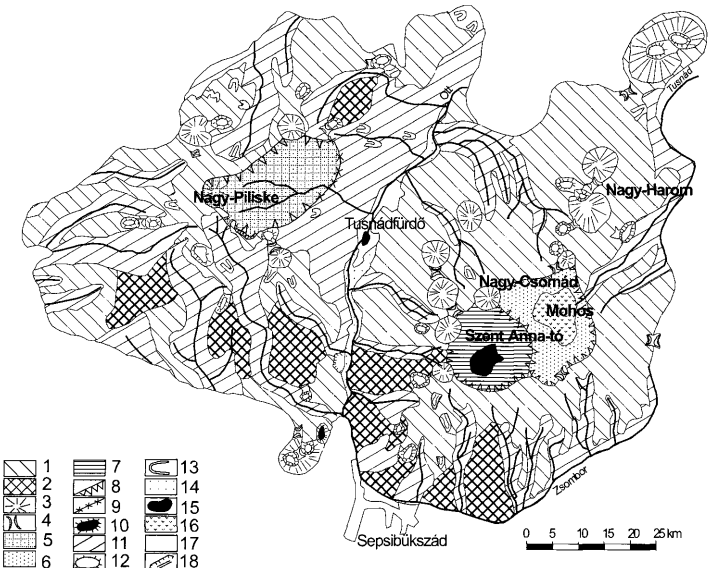 Olt
Tusnád
Nagy-Piliske
Nagy-Harom
Tusnádfürdő
Nagy-Csomád
Mohos
Szent Anna-tó
Zsombor
Sepsibükszád
1 7 13
2 8 14
3 9 15
4 10 16
5 11 17
6 12 18
0 5 10 15 20 25 km